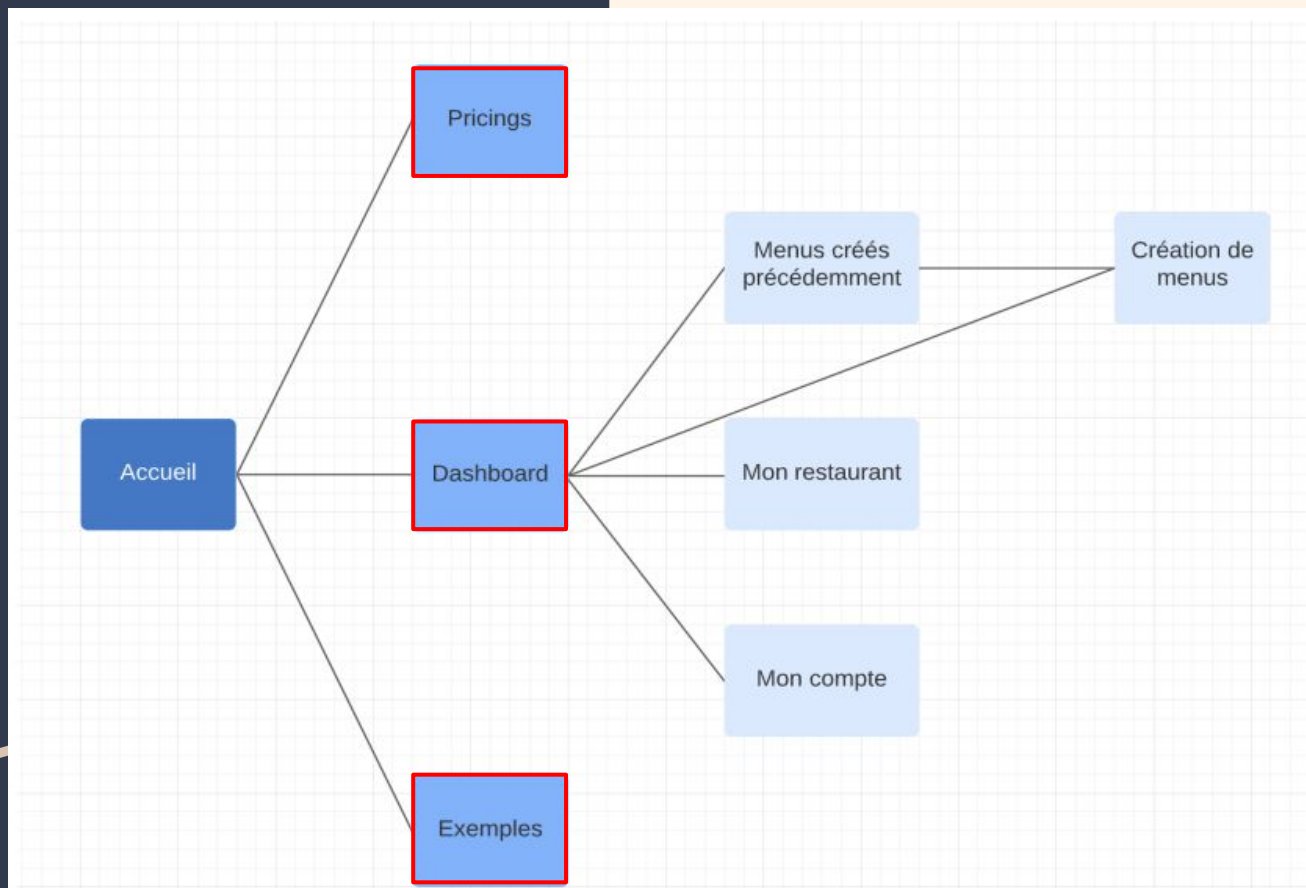 Pricings
Menus créés
précédemment
Création de
menus
Accueil
Dashboard
Mon restaurant
Mon compte
Exemples